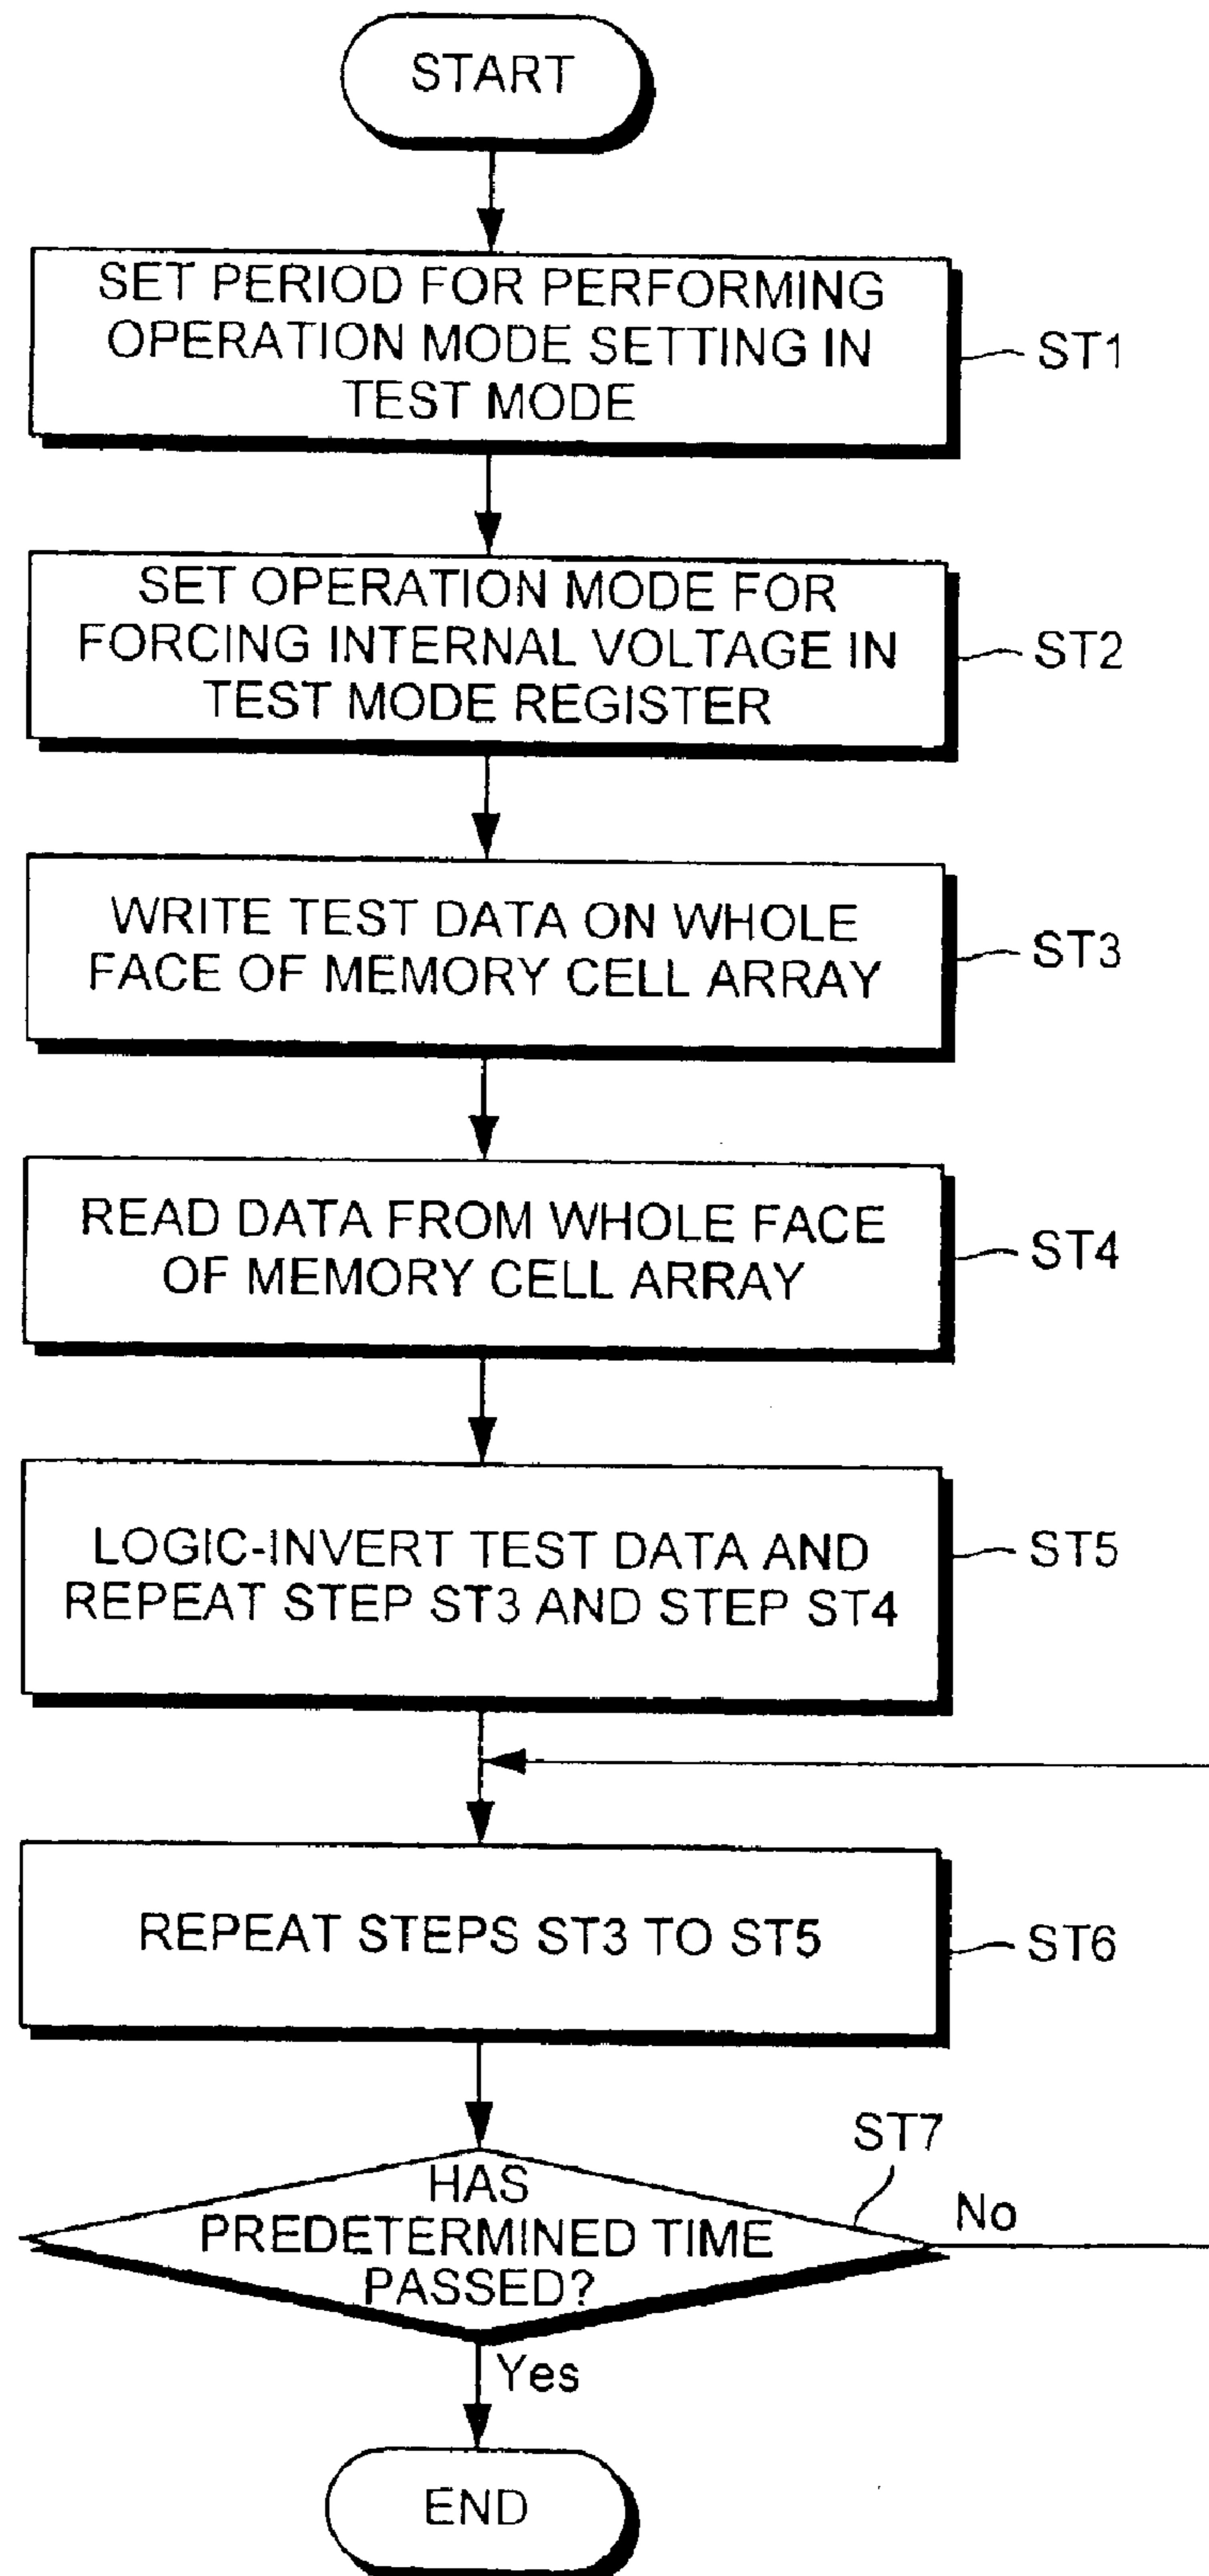 START
SET PERIOD FOR PERFORMING
OPERATION MODE SETTING IN
TEST MODE
ST1
SET OPERATION MODE FOR
FORCING INTERNAL VOLTAGE IN
TEST MODE REGISTER
ST2
WRITE TEST DATA ON WHOLE
FACE OF MEMORY CELL ARRAY
ST3
READ DATA FROM WHOLE FACE
OF MEMORY CELL ARRAY
ST4
LOGIC-INVERT TEST DATA AND
REPEAT STEP ST3 AND STEP ST4
ST5
REPEAT STEPS ST3 TO ST5
ST6
ST7
HAS
PREDETERMINED TIME
PASSED?
No
Yes
END